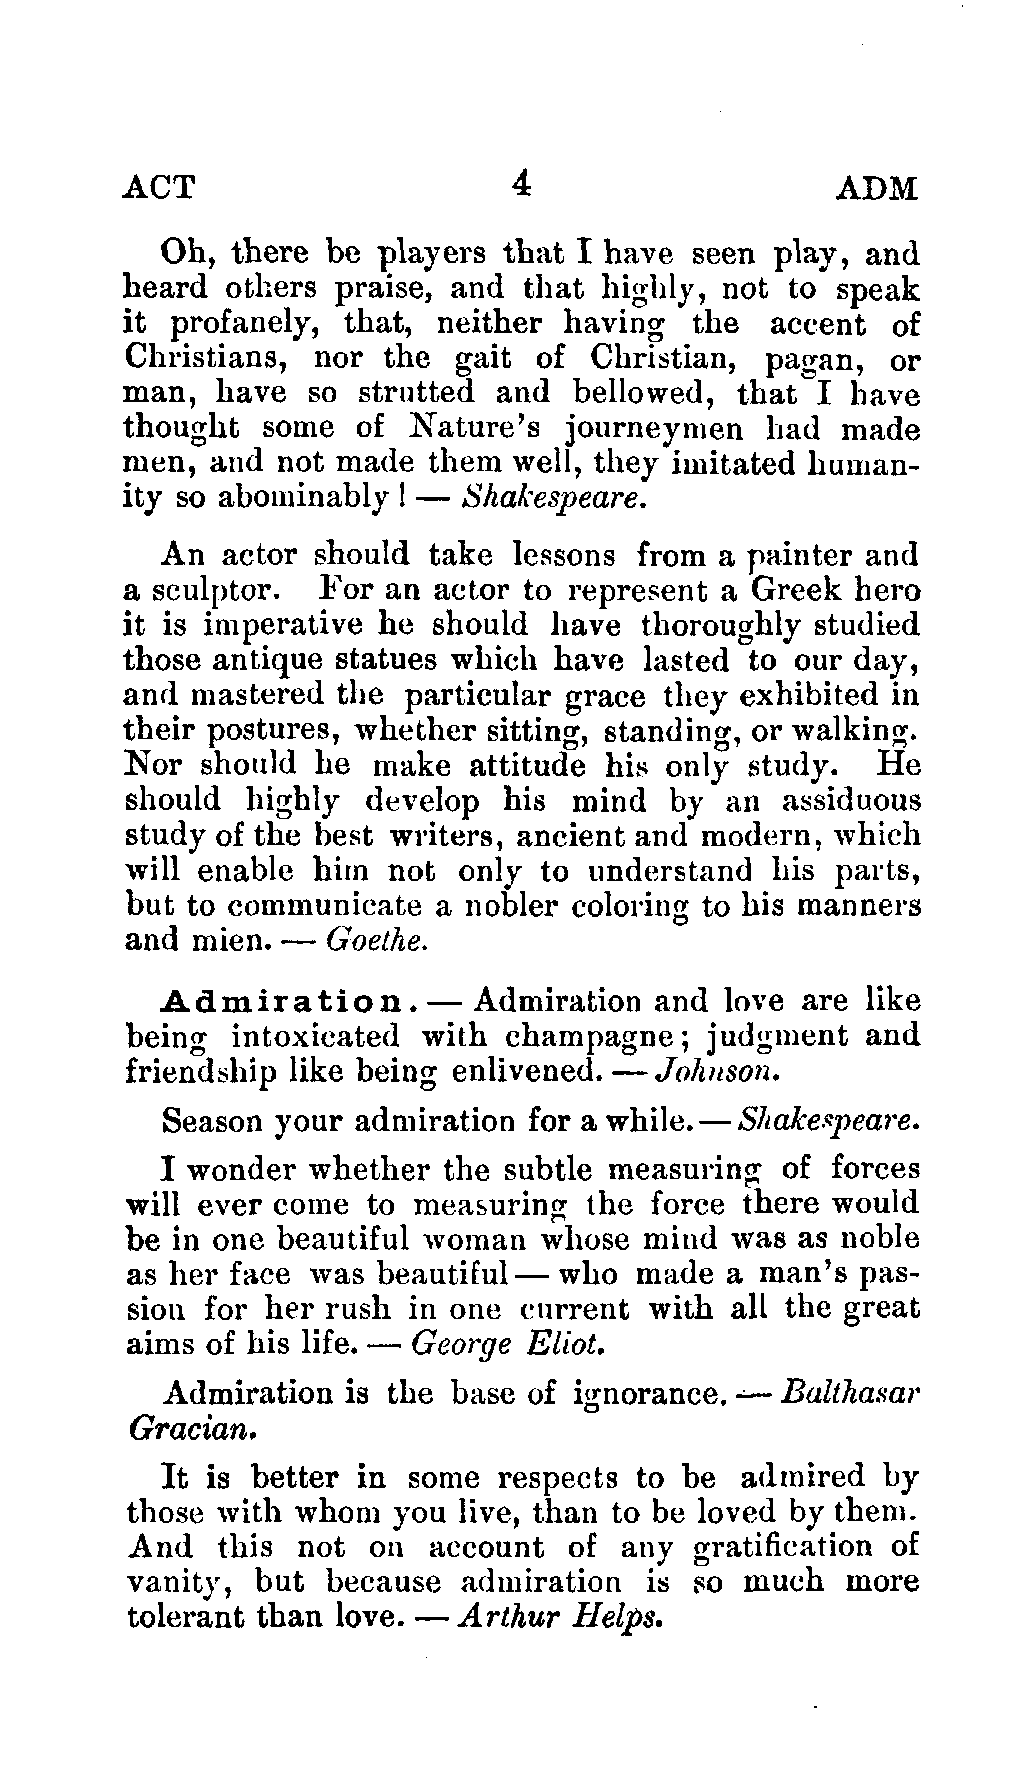 ACT 4 ADM
Oh, there be players that I have seen play, and
heard others praise, and that highly, not to speak
it profanely, that, neither having the accent of
Christians, nor the gait of Christian, pagan, or
man, have so strutted and bellowed, that I have
thought some of Nature's journeymen had made
men, and not made them well, they imitated human-
ity so abominably! — Shakespeare.
An actor should take lessons from a painter and
a sculptor. For an actor to represent a Greek hero
it is imperative he should have thoroughly studied
those antique statues which have lasted to our day,
and mastered the particular grace they exhibited in
their postures, whether sitting, standing, or walking.
Nor should he make attitude his only study. He
should highly develop his mind by an assiduous
study of the best writers, ancient and modern, which
will enable him not only to understand his parts,
but to communicate a nobler coloring to his manners
and mien. — Goethe.
Admiration. — Admiration and love are like
being intoxicated with champagne; judgment and
friendship like being enlivened. — Johnson.
Season your admiration for a while. — Shakespeare.
I wonder whether the subtle measuring of forces
will ever come to measuring the force there would
be in one beautiful woman whose mind was as noble
as her face was beautiful — who made a man's pas-
sion for her rush in one current with all the great
aims of his life. — George Eliot.
Admiration is the base of ignorance. — Balthasar
Gracian.
It is better in some respects to be admired by
those with whom you live, than to be loved by them.
And this not on account of any gratification of
vanity, but because admiration is so much more
tolerant than love. — Arthur Helps.